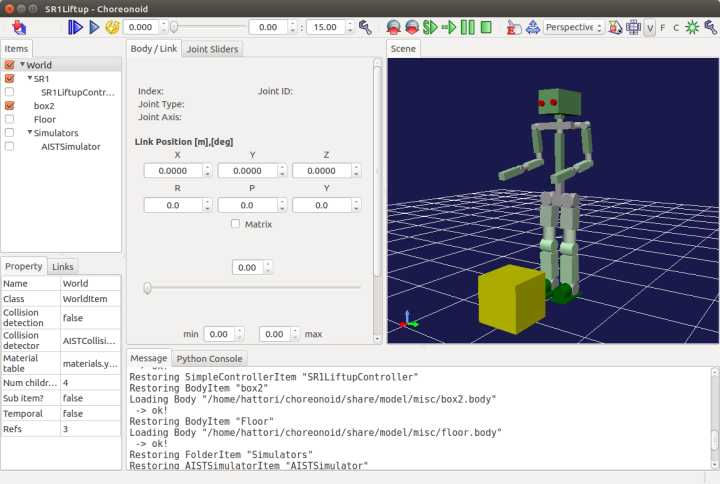 SR1Liftup - Choreonoid
0.000 0.00 : 15.00 Perspective V F C
Items
World
SR1
SR1LiftupContr...
box2
Floor
Simulators
AISTSimulator
Body / Link Joint Sliders
Index: Joint ID:
Joint Type:
Joint Axis:
Link Position [m],[deg]
X Y Z
0.0000 0.0000 0.0000
R P Y
0.0 0.0 0.0
Matrix
0.00
min 0.00 0.00 max
Scene
Property Links
Name World
Class WorldItem
Collision detection false
Collision detector AISTCollisi...
Material table materials.y...
Num childr... 4
Sub item? false
Temporal false
Refs 3
Message Python Console
-> ok!
Restoring SimpleControllerItem "SR1LiftupController"
Restoring BodyItem "box2"
Loading Body "/home/hattori/choreonoid/share/model/misc/box2.body"
-> ok!
Restoring BodyItem "Floor"
Loading Body "/home/hattori/choreonoid/share/model/misc/floor.body"
-> ok!
Restoring FolderItem "Simulators"
Restoring AISTSimulatorItem "AISTSimulator"